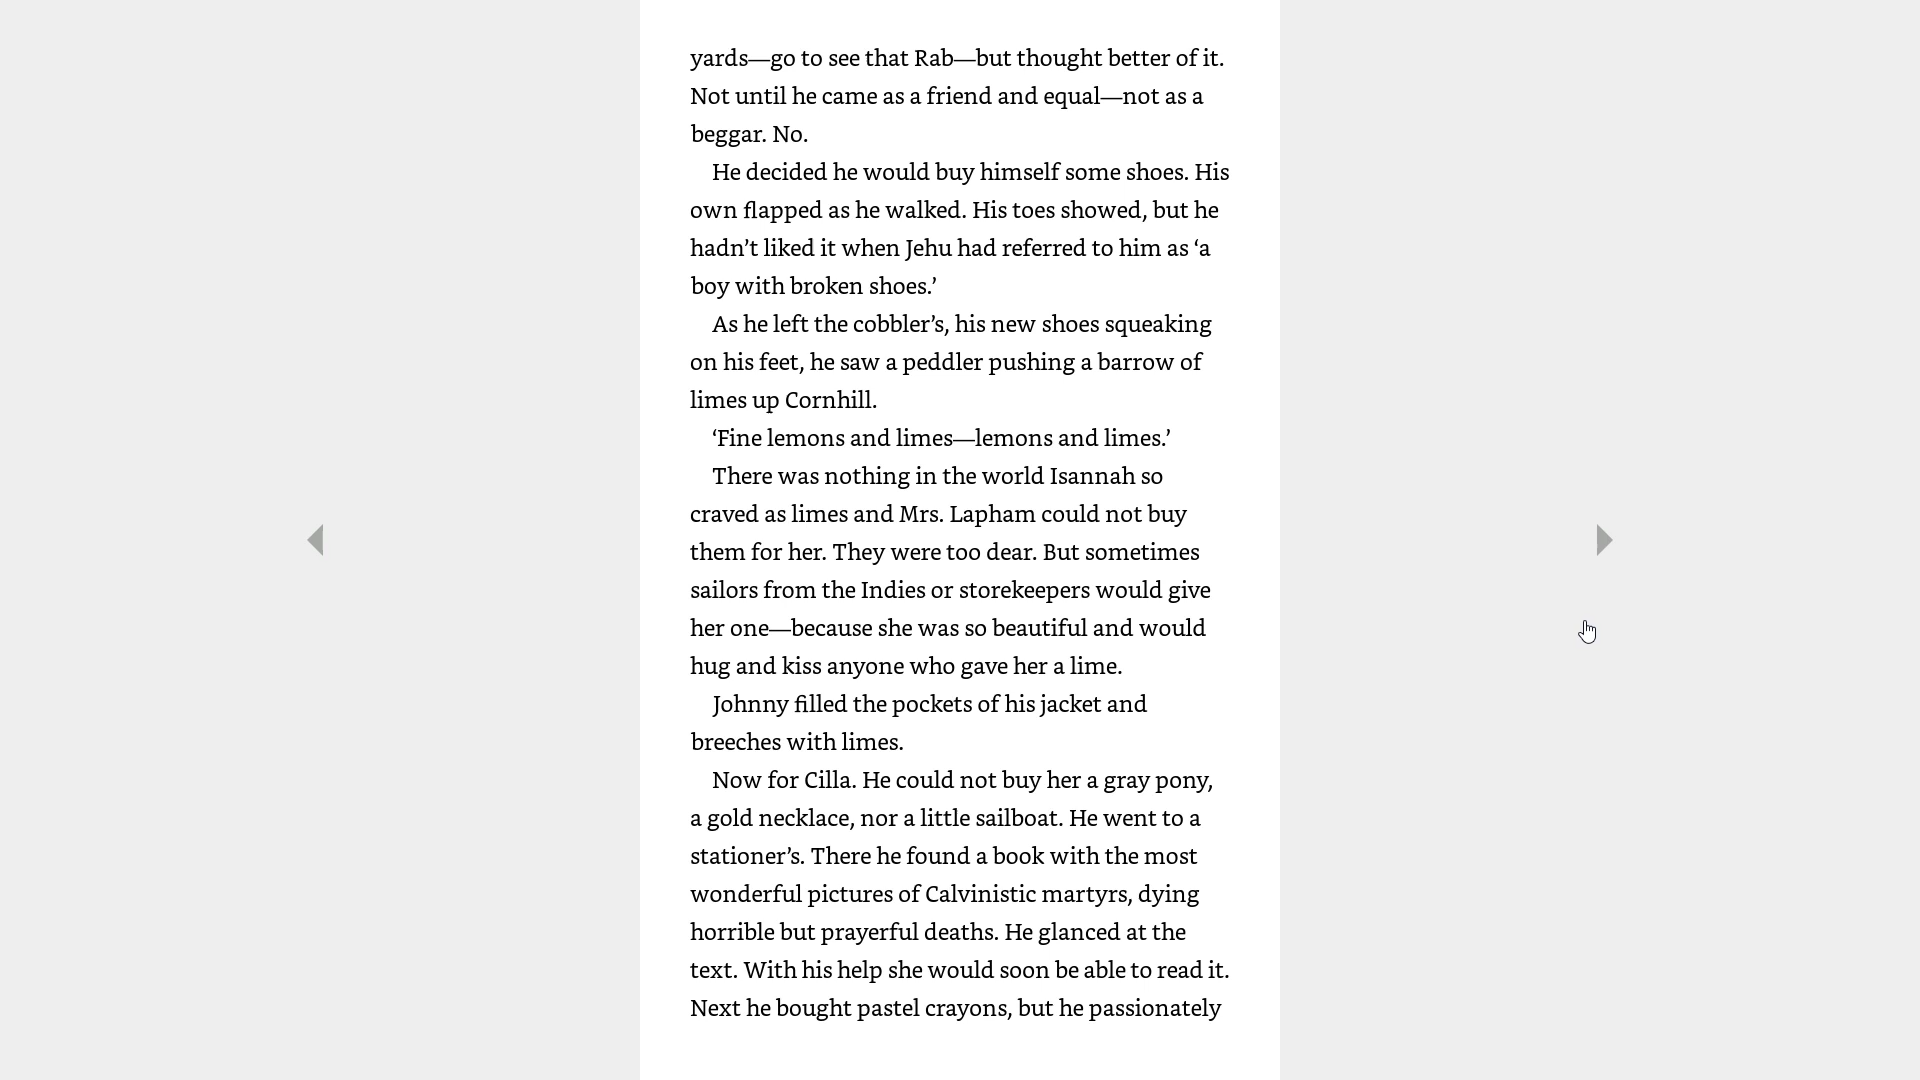 yards—go to see that Rab—but thought better of it.
Not until he came as a friend and equal—not as a
beggar. No.
He decided he would buy himself some shoes. His
own flapped as he walked. His toes showed, but he
hadn’t liked it when Jehu had referred to him as ‘a
boy with broken shoes.’
As he left the cobbler’s, his new shoes squeaking
on his feet, he saw a peddler pushing a barrow of
limes up Cornhill.
‘Fine lemons and limes—lemons and limes.’
There was nothing in the world Isannah so
craved as limes and Mrs. Lapham could not buy
them for her. They were too dear. But sometimes
sailors from the Indies or storekeepers would give
her one—because she was so beautiful and would
hug and kiss anyone who gave her a lime.
Johnny filled the pockets of his jacket and
breeches with limes.
Now for Cilla. He could not buy her a gray pony,
a gold necklace, nor a little sailboat. He went to a
stationer’s. There he found a book with the most
wonderful pictures of Calvinistic martyrs, dying
horrible but prayerful deaths. He glanced at the
text. With his help she would soon be able to read it.
Next he bought pastel crayons, but he passionately